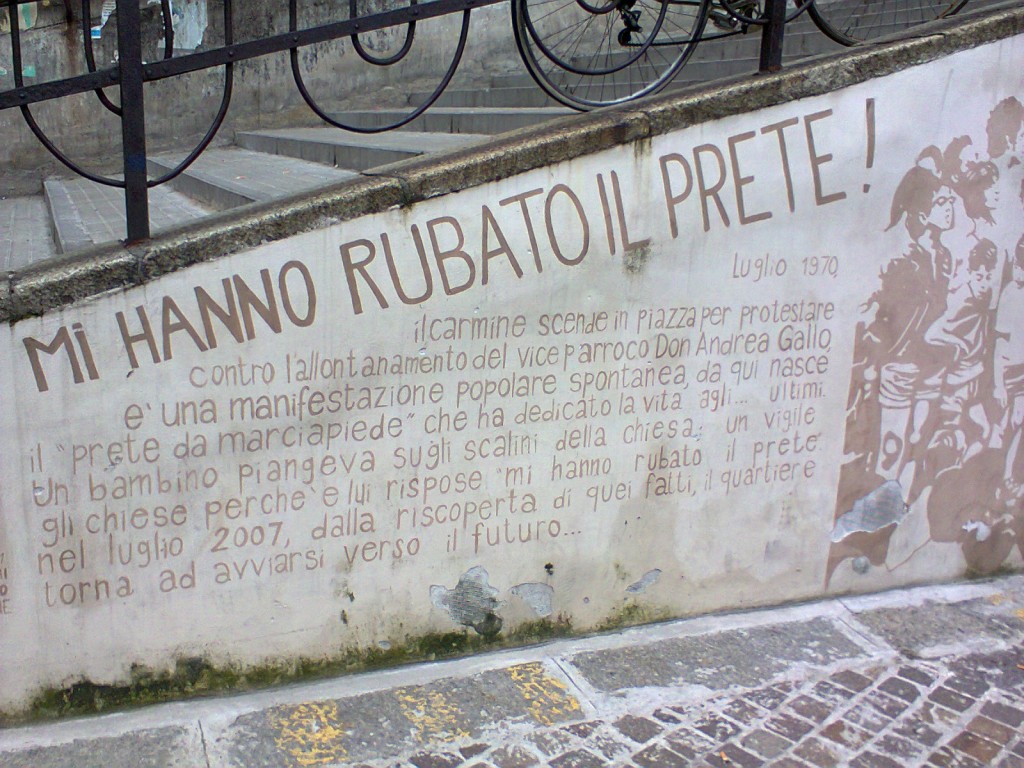 MI HANNO RUBATO IL PRETE!
Luglio 1970,
il carmine scende in piazza per protestare
contro l'allontanamento del vice parroco Don Andrea Gallo,
e' una manifestazione popolare spontanea, da qui nasce
il "prete da marciapiede" che ha dedicato la vita agli... ultimi.
Un bambino piangeva sugli scalini della chiesa: un vigile
gli chiese perche' e lui rispose "mi hanno rubato il prete"
nel luglio 2007, dalla riscoperta di quei fatti, il quartiere
torna ad avviarsi verso il futuro...